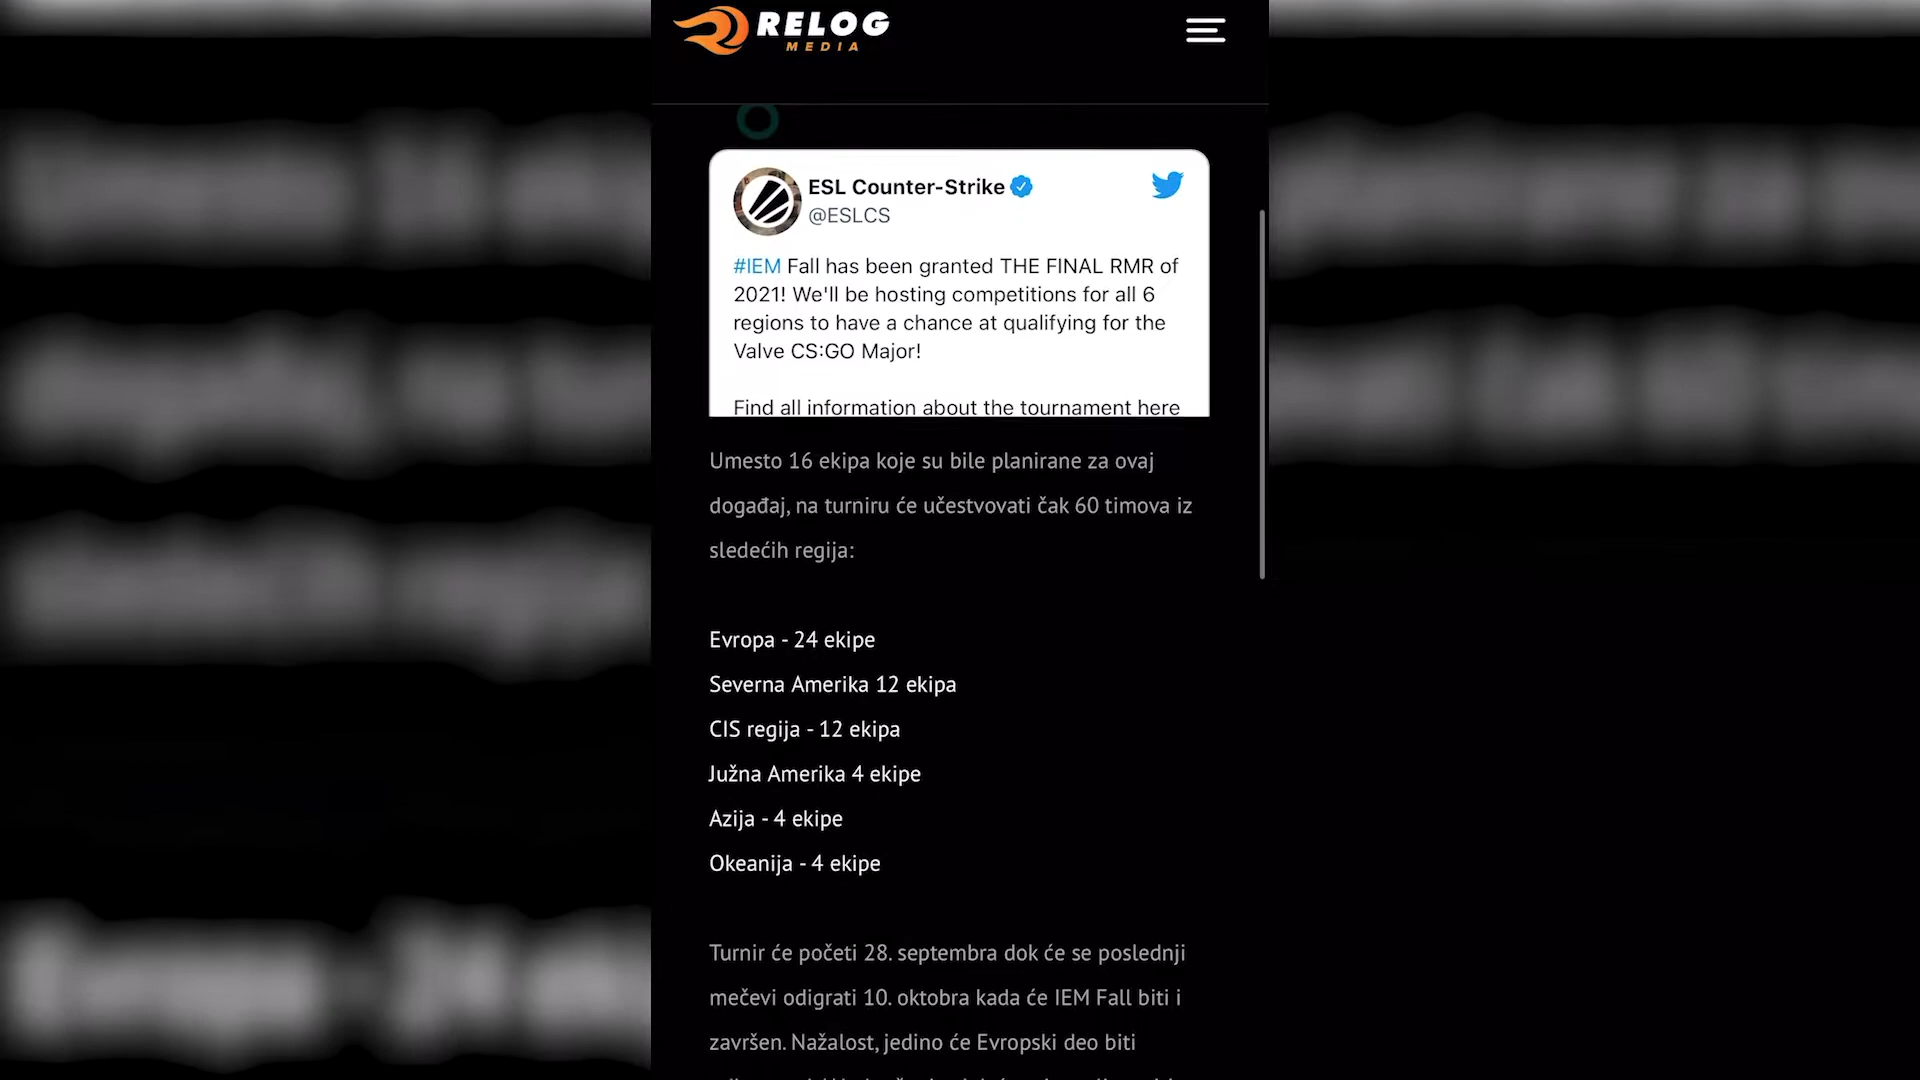 RELOG
MEDIA
ESL Counter-Strike
@ESLCS
#IEM Fall has been granted THE FINAL RMR of
2021! We'll be hosting competitions for all 6
regions to have a chance at qualifying for the
Valve CS:GO Major!
Find all information about the tournament here
Umesto 16 ekipa koje su bile planirane za ovaj
događaj, na turniru će učestvovati čak 60 timova iz
sledećih regija:
Evropa - 24 ekipe
Severna Amerika 12 ekipa
CIS regija - 12 ekipa
Južna Amerika 4 ekipe
Azija - 4 ekipe
Okeanija - 4 ekipe
Turnir će početi 28. septembra dok će se poslednji
mečevi odigrati 10. oktobra kada će IEM Fall biti i
završen. Nažalost, jedino će Evropski deo biti